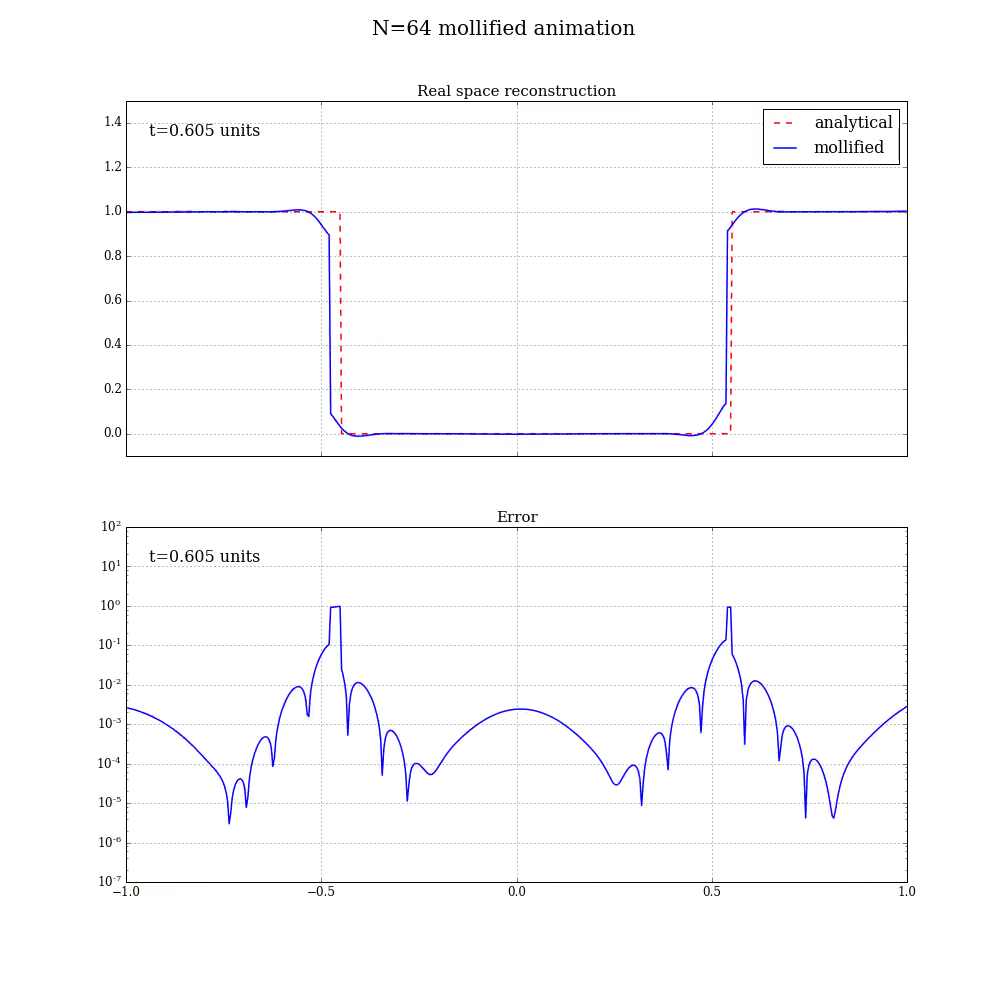 N=64 mollified animation
Real space reconstruction
t=0.605 units
analytical
mollified
1.4
1.2
1.0
0.8
0.6
0.4
0.2
0.0
Error
t=0.605 units
10²
10¹
10⁰
10⁻¹
10⁻²
10⁻³
10⁻⁴
10⁻⁵
10⁻⁶
10⁻⁷
−1.0 −0.5 0.0 0.5 1.0